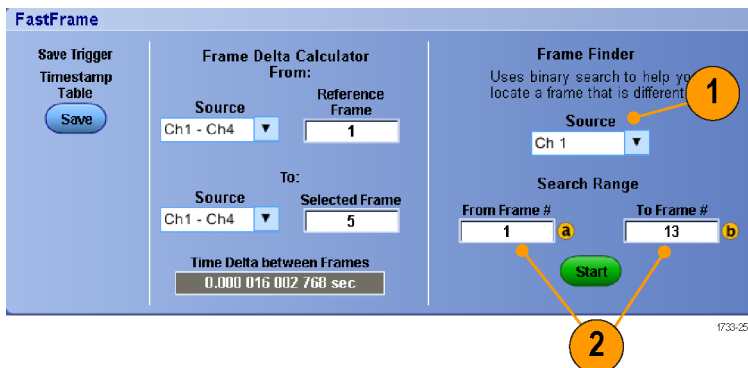 FastFrame
Save Trigger
Timestamp
Table
Save
Frame Delta Calculator
From:
Source
Reference
Frame
Ch1 - Ch4
1
To:
Source
Selected Frame
Ch1 - Ch4
5
Time Delta between Frames
0.000 016 002 768 sec
Frame Finder
Uses binary search to help
locate a frame that is different
1
Source
Ch 1
Search Range
From Frame #
To Frame #
1
a
13
b
Start
2
1733-25